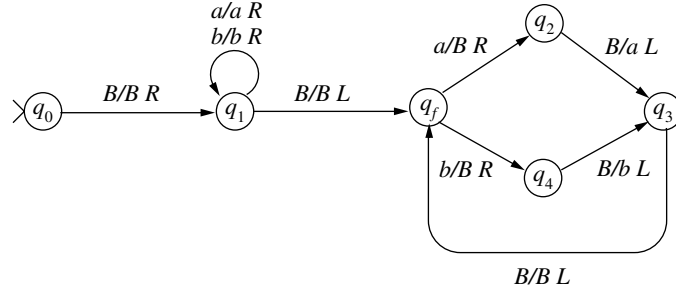 a/a R
b/b R
q2
a/B R
B/a L
B/B R
B/B L
q0
q1
qf
q3
b/B R
B/b L
q4
B/B L